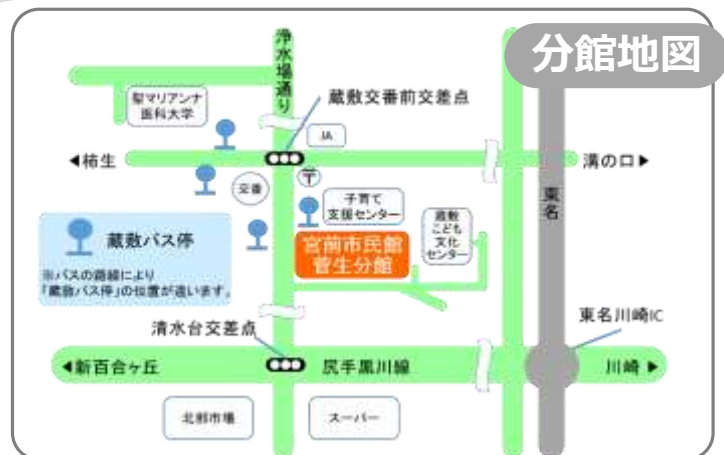 分館地図
浄水場通り
聖マリアンナ
医科大学
蔵敷交番前交差点
JA
◀柿生
溝の口▶
交番
〒
子育て
支援センター
蔵敷
こども
文化
センター
東名
蔵敷バス停
※バスの路線により
「蔵敷バス停」の位置が違います。
宮前市民館
菅生分館
清水台交差点
東名川崎IC
◀新百合ヶ丘
尻手黒川線
川崎 ▶
北部市場
スーパー